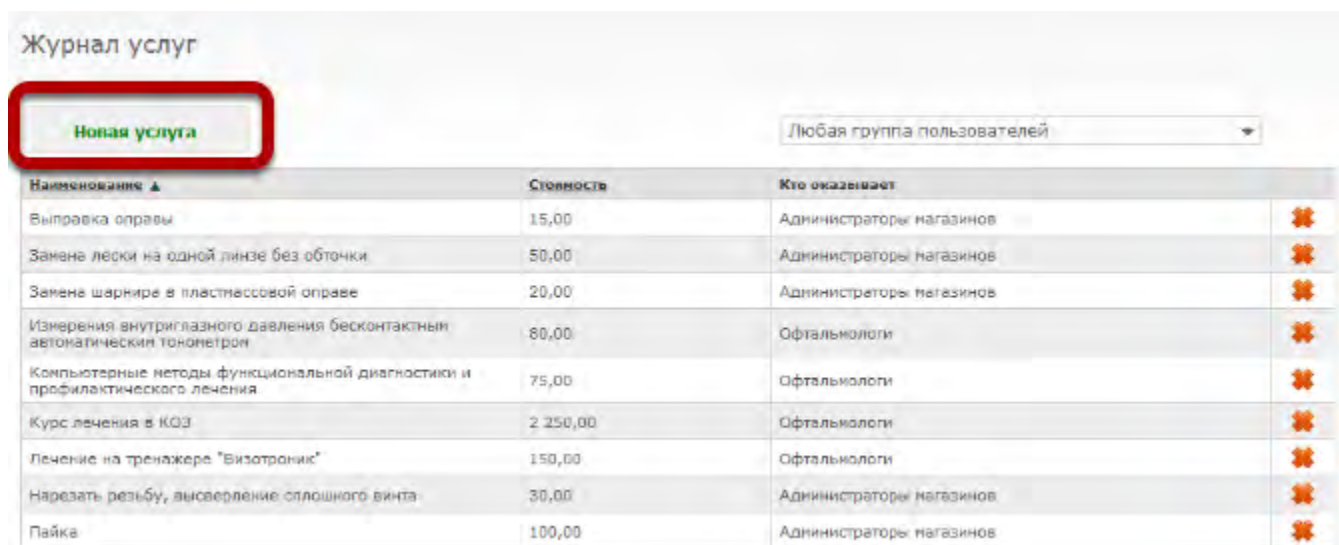 Журнал услуг
Новая услуга
Любая группа пользователей
Наименование ▲ Стоимость Кто оказывает
Выправка оправы 15,00 Администраторы магазинов
Замена лески на одной линзе без обточки 50,00 Администраторы магазинов
Замена шарнира в пластмассовой оправе 20,00 Администраторы магазинов
Измерения внутриглазного давления бесконтактным
автоматическим тонометром 80,00 Офтальмологи
Компьютерные методы функциональной диагностики и
профилактического лечения 75,00 Офтальмологи
Курс лечения в КОЗ 2 250,00 Офтальмологи
Лечение на тренажере "Визотроник" 150,00 Офтальмологи
Нарезать резьбу, высверление сплошного винта 30,00 Администраторы магазинов
Пайка 100,00 Администраторы магазинов